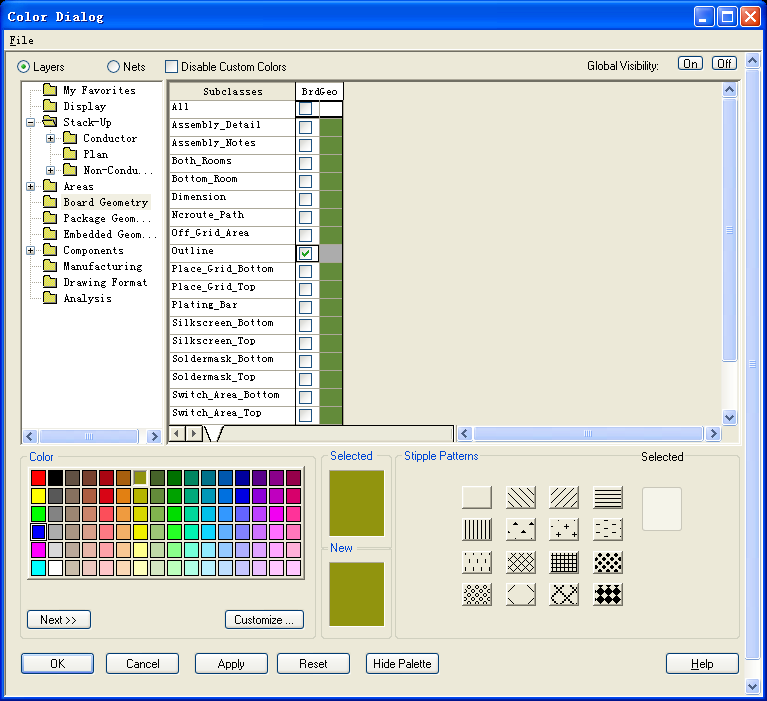 Color Dialog
File
Layers
Nets
Disable Custom Colors
Global Visibility:
On
Off
My Favorites
Display
Stack-Up
Conductor
Plan
Non-Condu...
Areas
Board Geometry
Package Geom...
Embedded Geom...
Components
Manufacturing
Drawing Format
Analysis
Subclasses
BrdGeo
All
Assembly_Detail
Assembly_Notes
Both_Rooms
Bottom_Room
Dimension
Ncroute_Path
Off_Grid_Area
Outline
Place_Grid_Bottom
Place_Grid_Top
Plating_Bar
Silkscreen_Bottom
Silkscreen_Top
Soldermask_Bottom
Soldermask_Top
Switch_Area_Bottom
Switch_Area_Top
Color
Next >>
Customize ...
Selected
New
Stipple Patterns
Selected
OK
Cancel
Apply
Reset
Hide Palette
Help